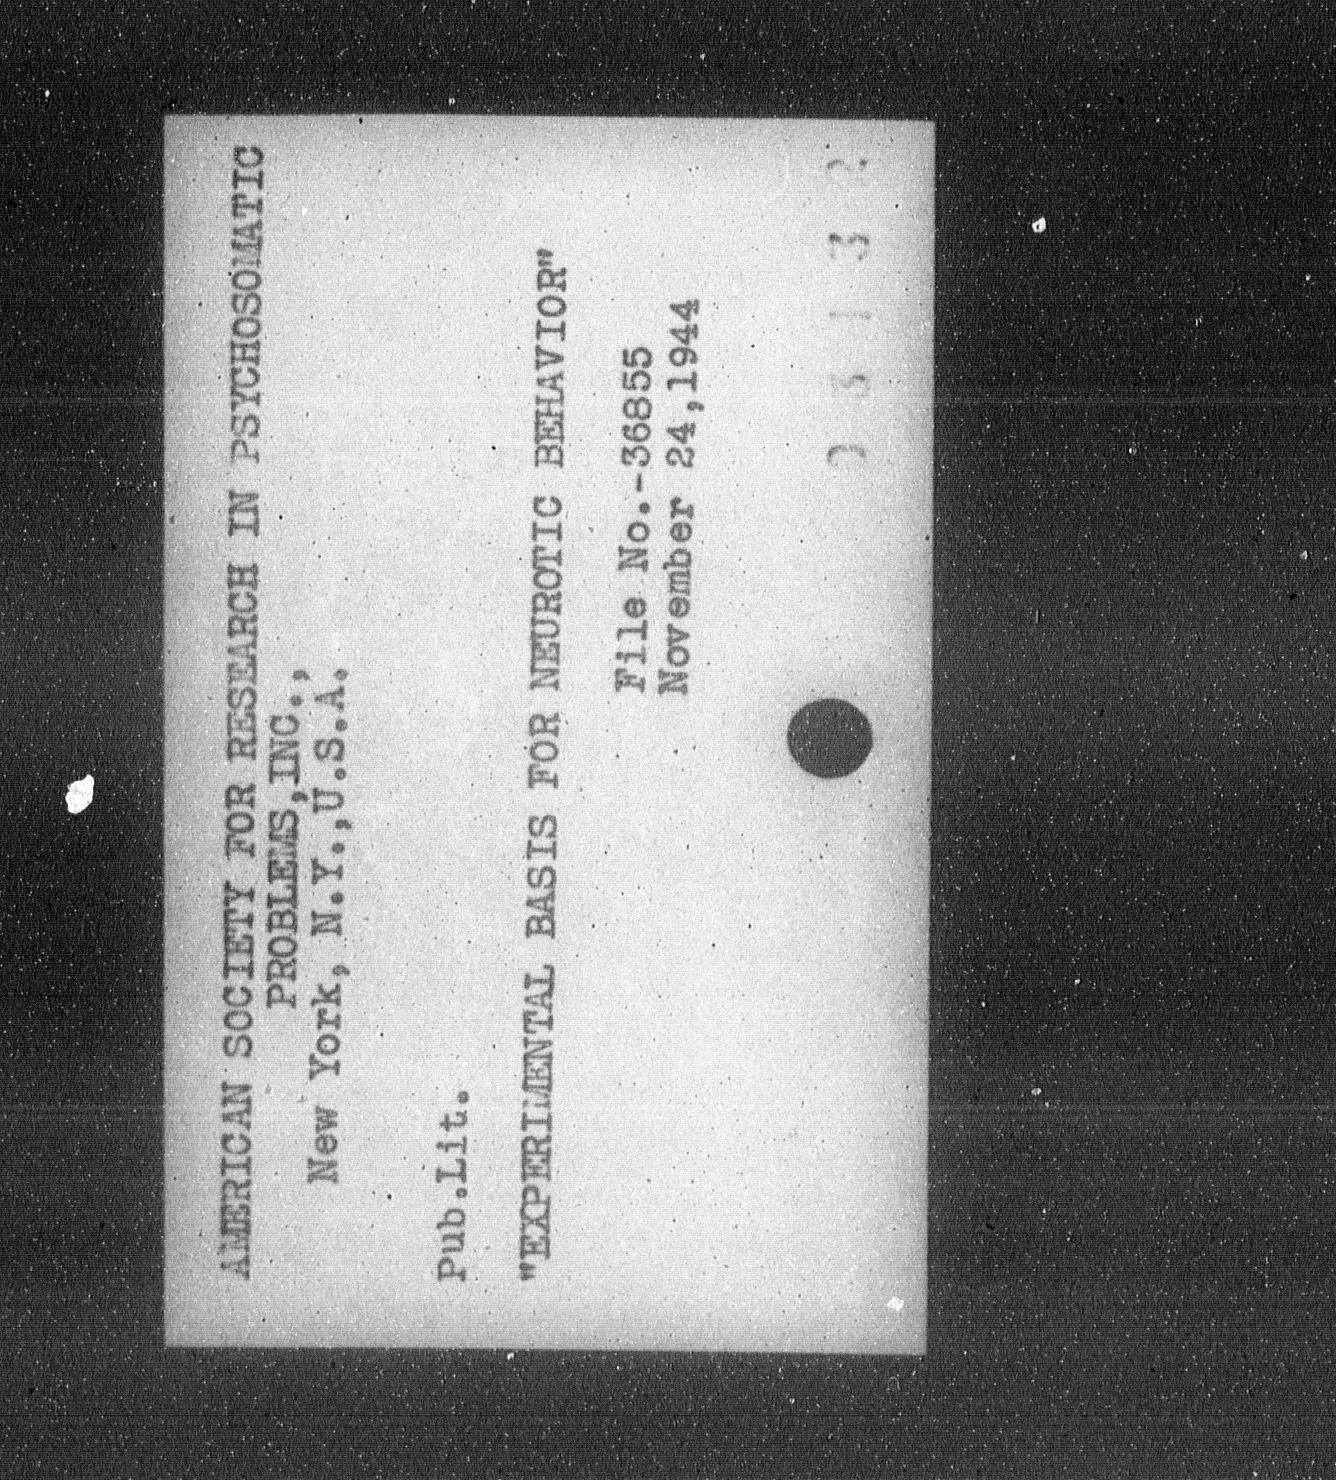 AMERICAN SOCIETY FOR RESEARCH IN PSYCHOSOMATIC
PROBLEMS,INC.,
New York, N.Y.,U.S.A.
Pub.Lit.
"EXPERIMENTAL BASIS FOR NEUROTIC BEHAVIOR"
File No.-36855
November 24,1944